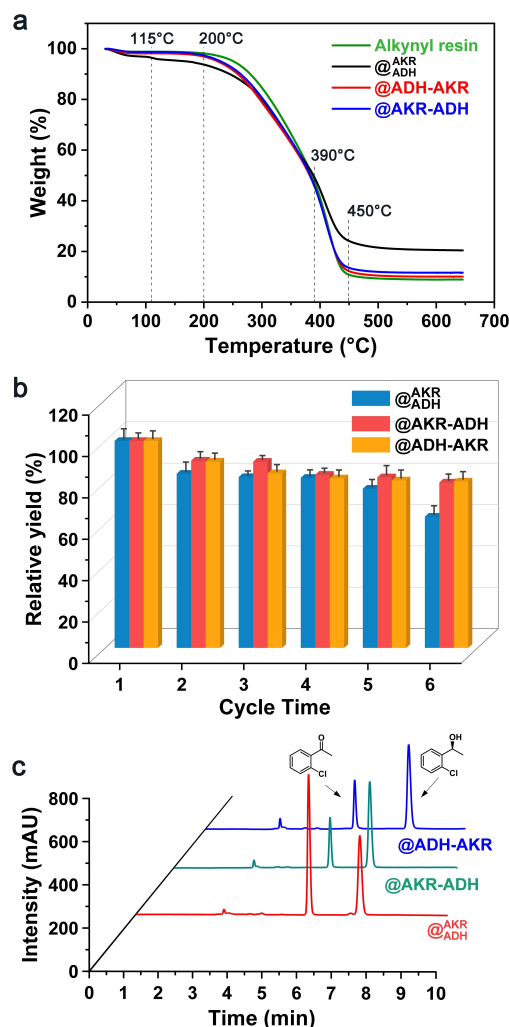 a
115°C 200°C
Alkynyl resin
@AKR ADH
@ADH-AKR
@AKR-ADH
390°C
450°C
Weight (%)
100
80
60
40
20
0
0 100 200 300 400 500 600 700
Temperature (°C)
b
@AKR ADH
@AKR-ADH
@ADH-AKR
Relative yield (%)
120
100
80
60
40
20
0
1 2 3 4 5 6
Cycle Time
c
O
Cl
OH
Cl
@ADH-AKR
@AKR-ADH
@AKR ADH
Intensity (mAU)
800
600
400
200
0
0 1 2 3 4 5 6 7 8 9 10
Time (min)